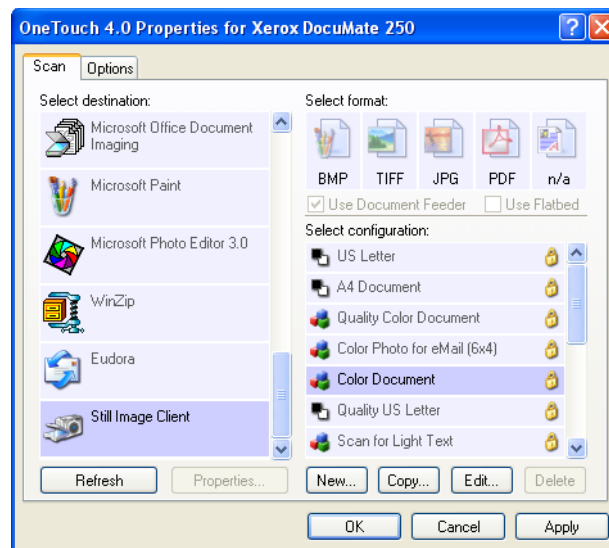 OneTouch 4.0 Properties for Xerox DocuMate 250
Scan
Options
Select destination:
Microsoft Office Document
Imaging
Microsoft Paint
Microsoft Photo Editor 3.0
WinZip
Eudora
Still Image Client
Refresh
Properties...
Select format:
BMP
TIFF
JPG
PDF
n/a
Use Document Feeder
Use Flatbed
Select configuration:
US Letter
A4 Document
Quality Color Document
Color Photo for eMail (6x4)
Color Document
Quality US Letter
Scan for Light Text
New...
Copy...
Edit...
Delete
OK
Cancel
Apply